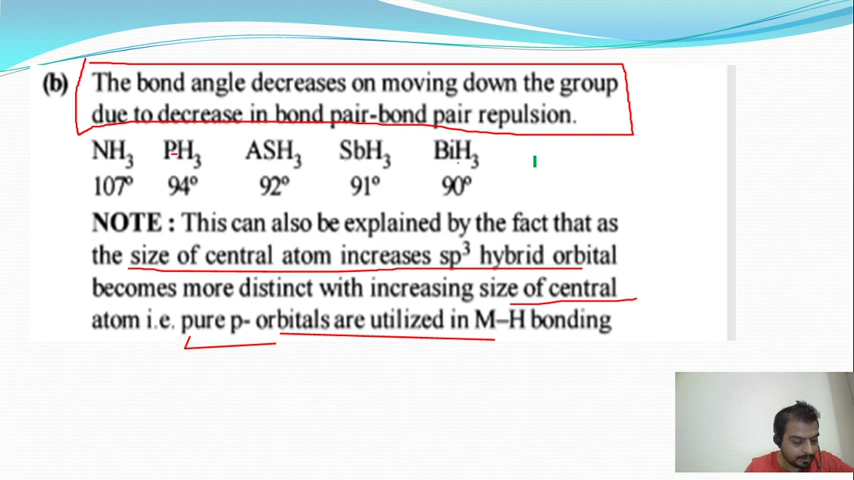 (b) The bond angle decreases on moving down the group
due to decrease in bond pair-bond pair repulsion.
NH₃ PH₃ ASH₃ SbH₃ BiH₃
107° 94° 92° 91° 90°
NOTE : This can also be explained by the fact that as
the size of central atom increases sp³ hybrid orbital
becomes more distinct with increasing size of central
atom i.e. pure p- orbitals are utilized in M–H bonding